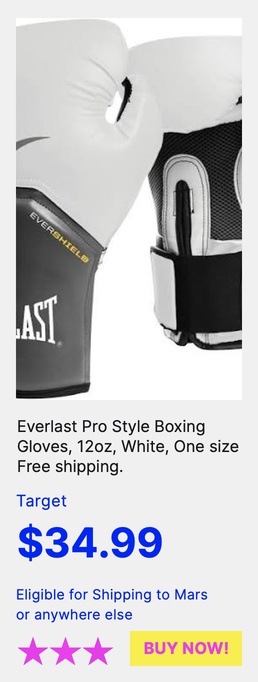 EVERSHIELD
LAST
Everlast Pro Style Boxing
Gloves, 12oz, White, One size
Free shipping.
Target
$34.99
Eligible for Shipping to Mars
or anywhere else
BUY NOW!